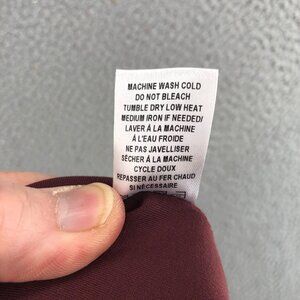 MACHINE WASH COLD
DO NOT BLEACH
TUMBLE DRY LOW HEAT
MEDIUM IRON IF NEEDED/
LAVER Á LA MACHINE
Á L'EAU FROIDE
NE PAS JAVELLISER
SÉCHER Á LA MACHINE
CYCLE DOUX
REPASSER AU FER CHAUD
SI NÉCESSAIRE